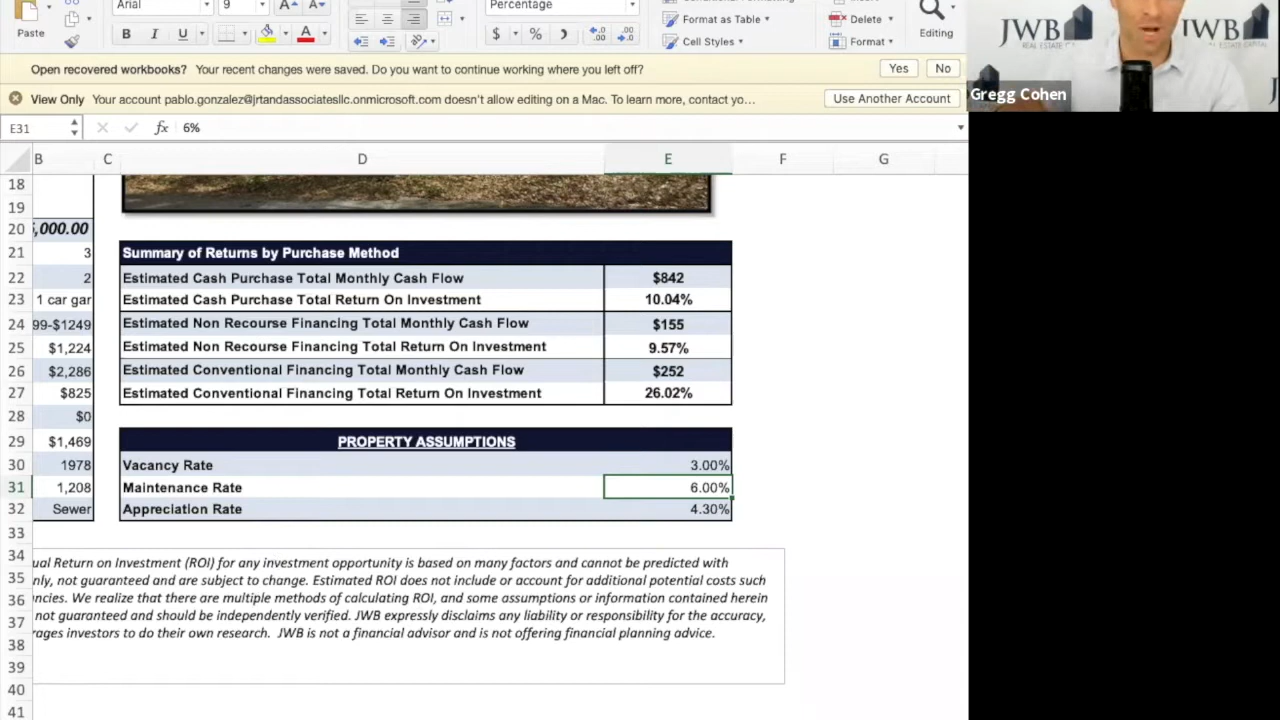 Arial
9
Percentage
Paste
B I U A
$ % 
Format as Table
Cell Styles
Delete
Format
Editing
JWB
REAL ESTATE
JWB
REAL ESTATE CAPITAL
Gregg Cohen
Open recovered workbooks? Your recent changes were saved. Do you want to continue working where you left off?
Yes
No
View Only Your account pablo.gonzalez@jrtandassociatesllc.onmicrosoft.com doesn't allow editing on a Mac. To learn more, contact yo...
Use Another Account
E31
fx 6%
B C D E F G
18
19
20 5,000.00
21 3 Summary of Returns by Purchase Method
22 2 Estimated Cash Purchase Total Monthly Cash Flow $842
23 1 car gar Estimated Cash Purchase Total Return On Investment 10.04%
24 99-$1249 Estimated Non Recourse Financing Total Monthly Cash Flow $155
25 $1,224 Estimated Non Recourse Financing Total Return On Investment 9.57%
26 $2,286 Estimated Conventional Financing Total Monthly Cash Flow $252
27 $825 Estimated Conventional Financing Total Return On Investment 26.02%
28 $0
29 $1,469 PROPERTY ASSUMPTIONS
30 1978 Vacancy Rate 3.00%
31 1,208 Maintenance Rate 6.00%
32 Sewer Appreciation Rate 4.30%
33
34 ual Return on Investment (ROI) for any investment opportunity is based on many factors and cannot be predicted with
35 nly, not guaranteed and are subject to change. Estimated ROI does not include or account for additional potential costs such
36 ncies. We realize that there are multiple methods of calculating ROI, and some assumptions or information contained herein
37 not guaranteed and should be independently verified. JWB expressly disclaims any liability or responsibility for the accuracy,
38 rages investors to do their own research. JWB is not a financial advisor and is not offering financial planning advice.
39
40
41